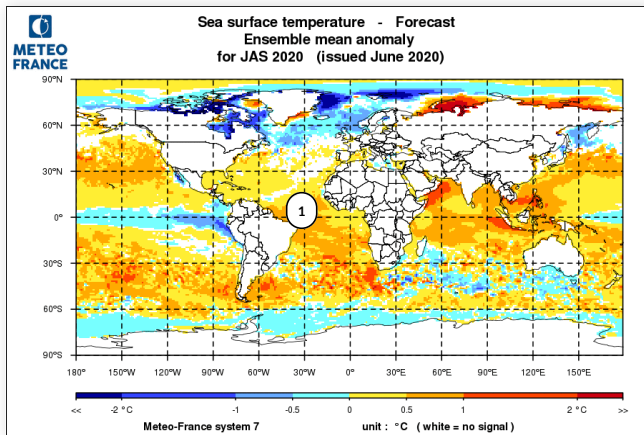 METEO
FRANCE
Sea surface temperature - Forecast
Ensemble mean anomaly
for JAS 2020 (issued June 2020)
90°N
60°N
30°N
0°
30°S
60°S
90°S
1
180° 150°W 120°W 90°W 60°W 30°W 0° 30°E 60°E 90°E 120°E 150°E
<< -2 °C -1 -0.5 0 0.5 1 2 °C >>
Meteo-France system 7 unit : °C ( white = no signal )